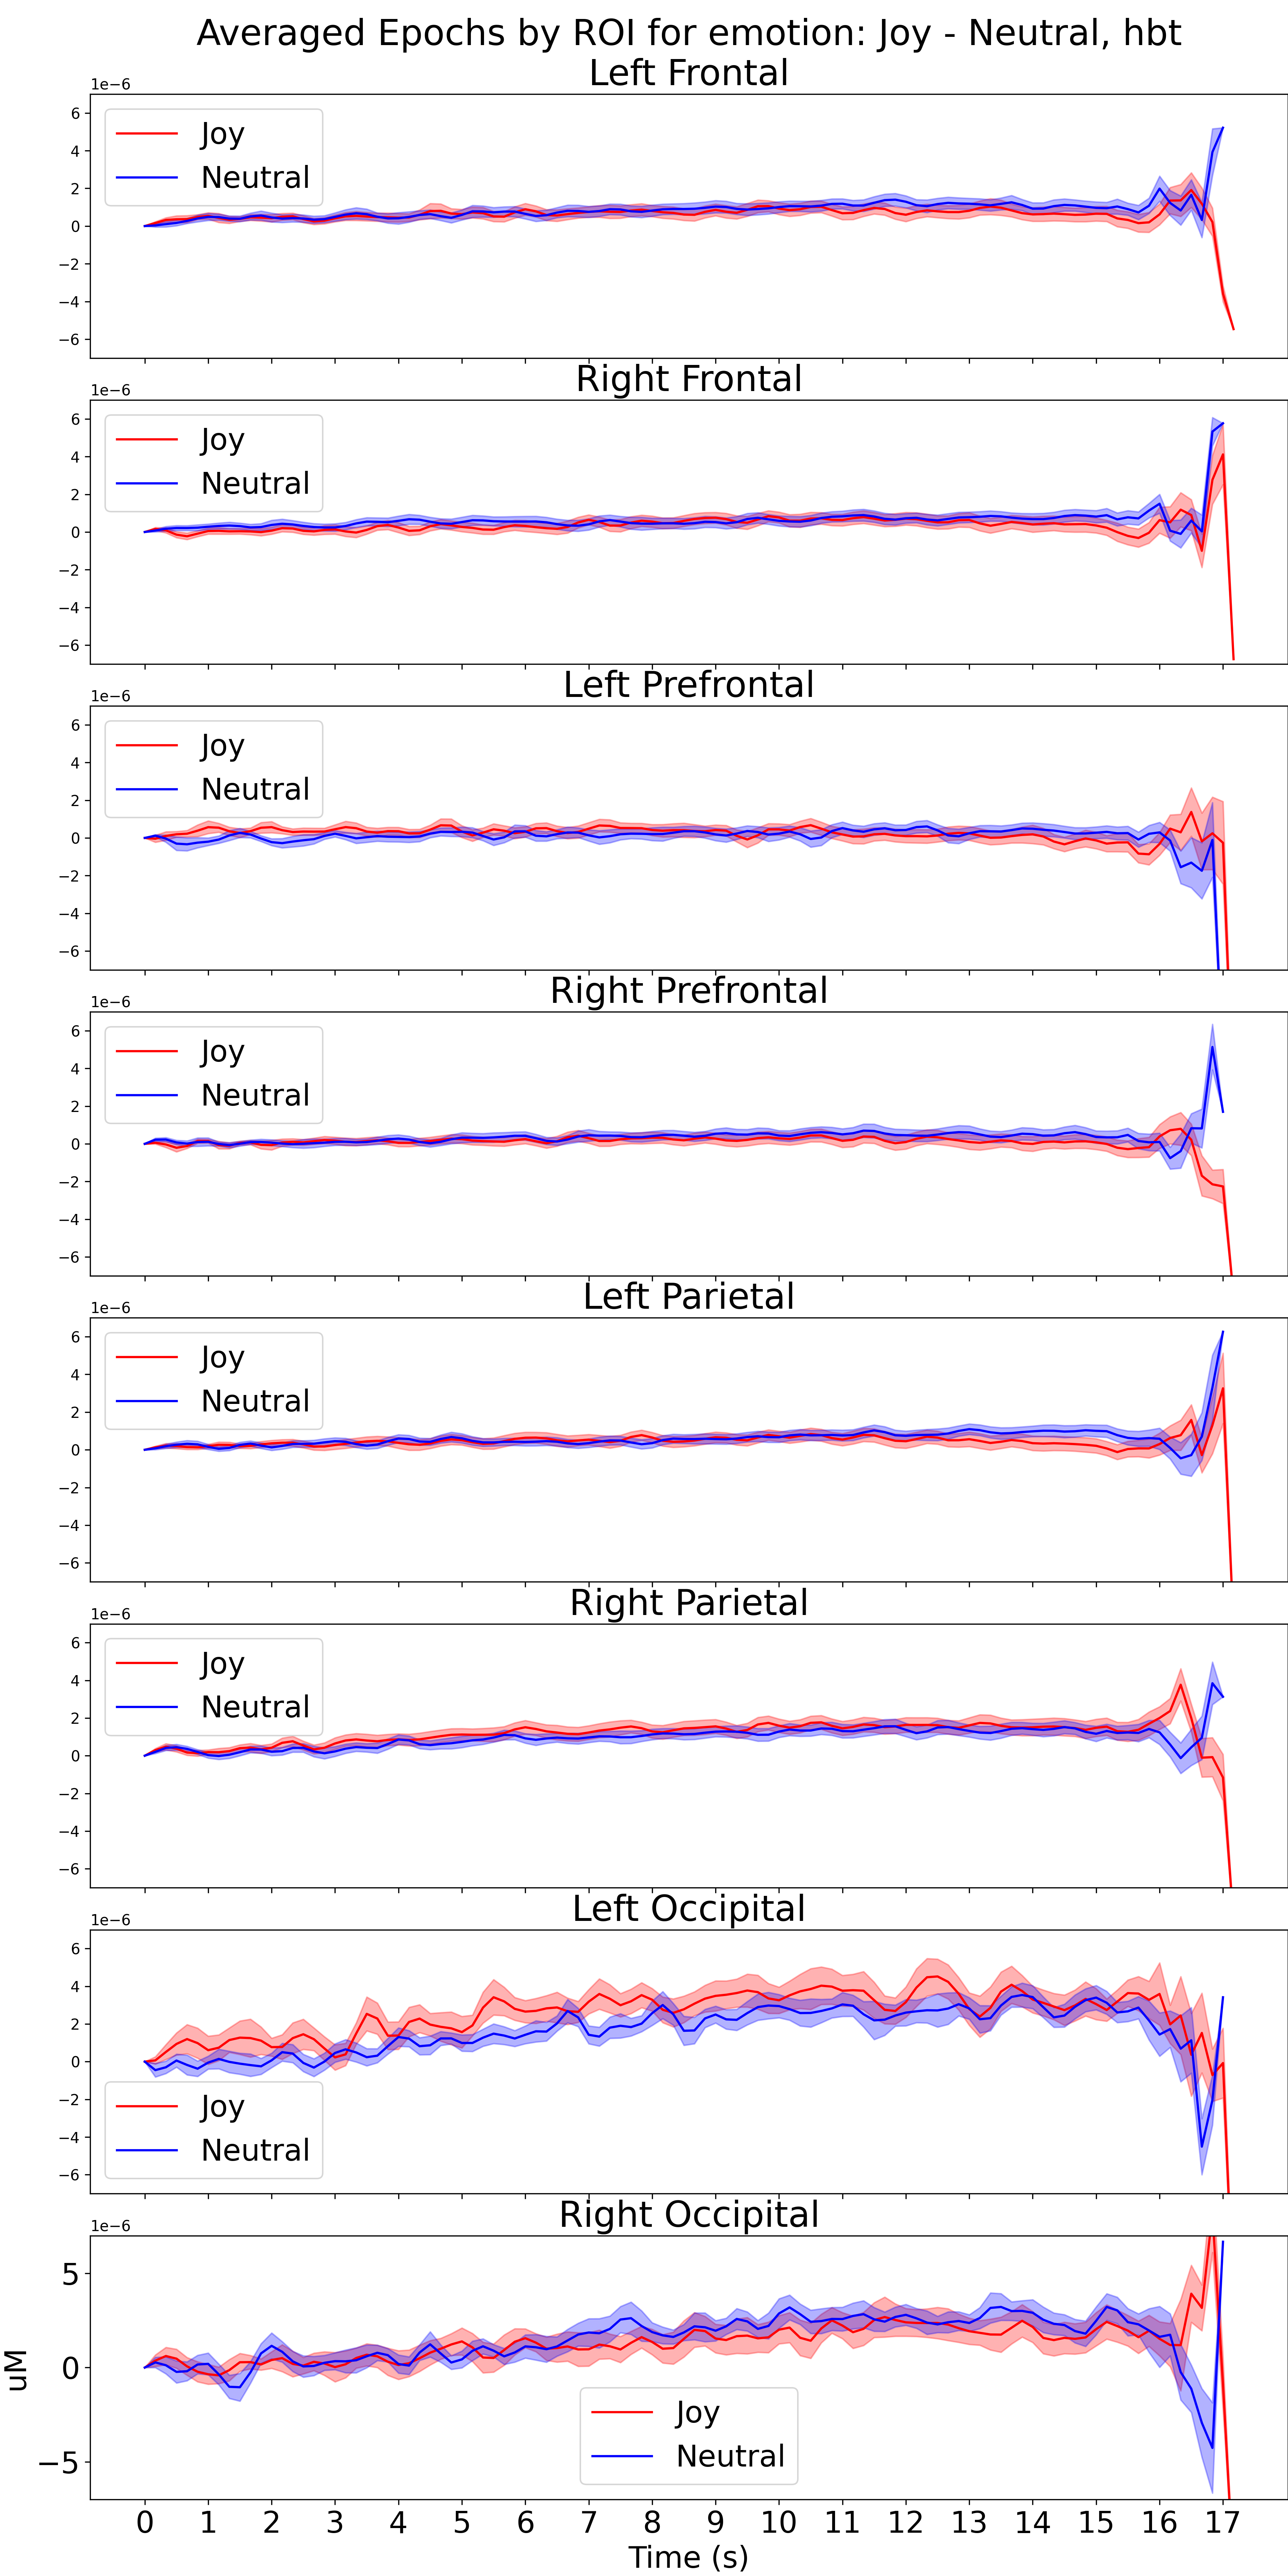 Averaged Epochs by ROI for emotion: Joy - Neutral, hbt
Left Frontal
1e−6
6
4
2
0
−2
−4
−6
Joy
Neutral
Right Frontal
1e−6
6
4
2
0
−2
−4
−6
Joy
Neutral
Left Prefrontal
1e−6
6
4
2
0
−2
−4
−6
Joy
Neutral
Right Prefrontal
1e−6
6
4
2
0
−2
−4
−6
Joy
Neutral
Left Parietal
1e−6
6
4
2
0
−2
−4
−6
Joy
Neutral
Right Parietal
1e−6
6
4
2
0
−2
−4
−6
Joy
Neutral
Left Occipital
1e−6
6
4
2
0
−2
−4
−6
Joy
Neutral
Right Occipital
1e−6
5
0
−5
uM
Joy
Neutral
0 1 2 3 4 5 6 7 8 9 10 11 12 13 14 15 16 17
Time (s)